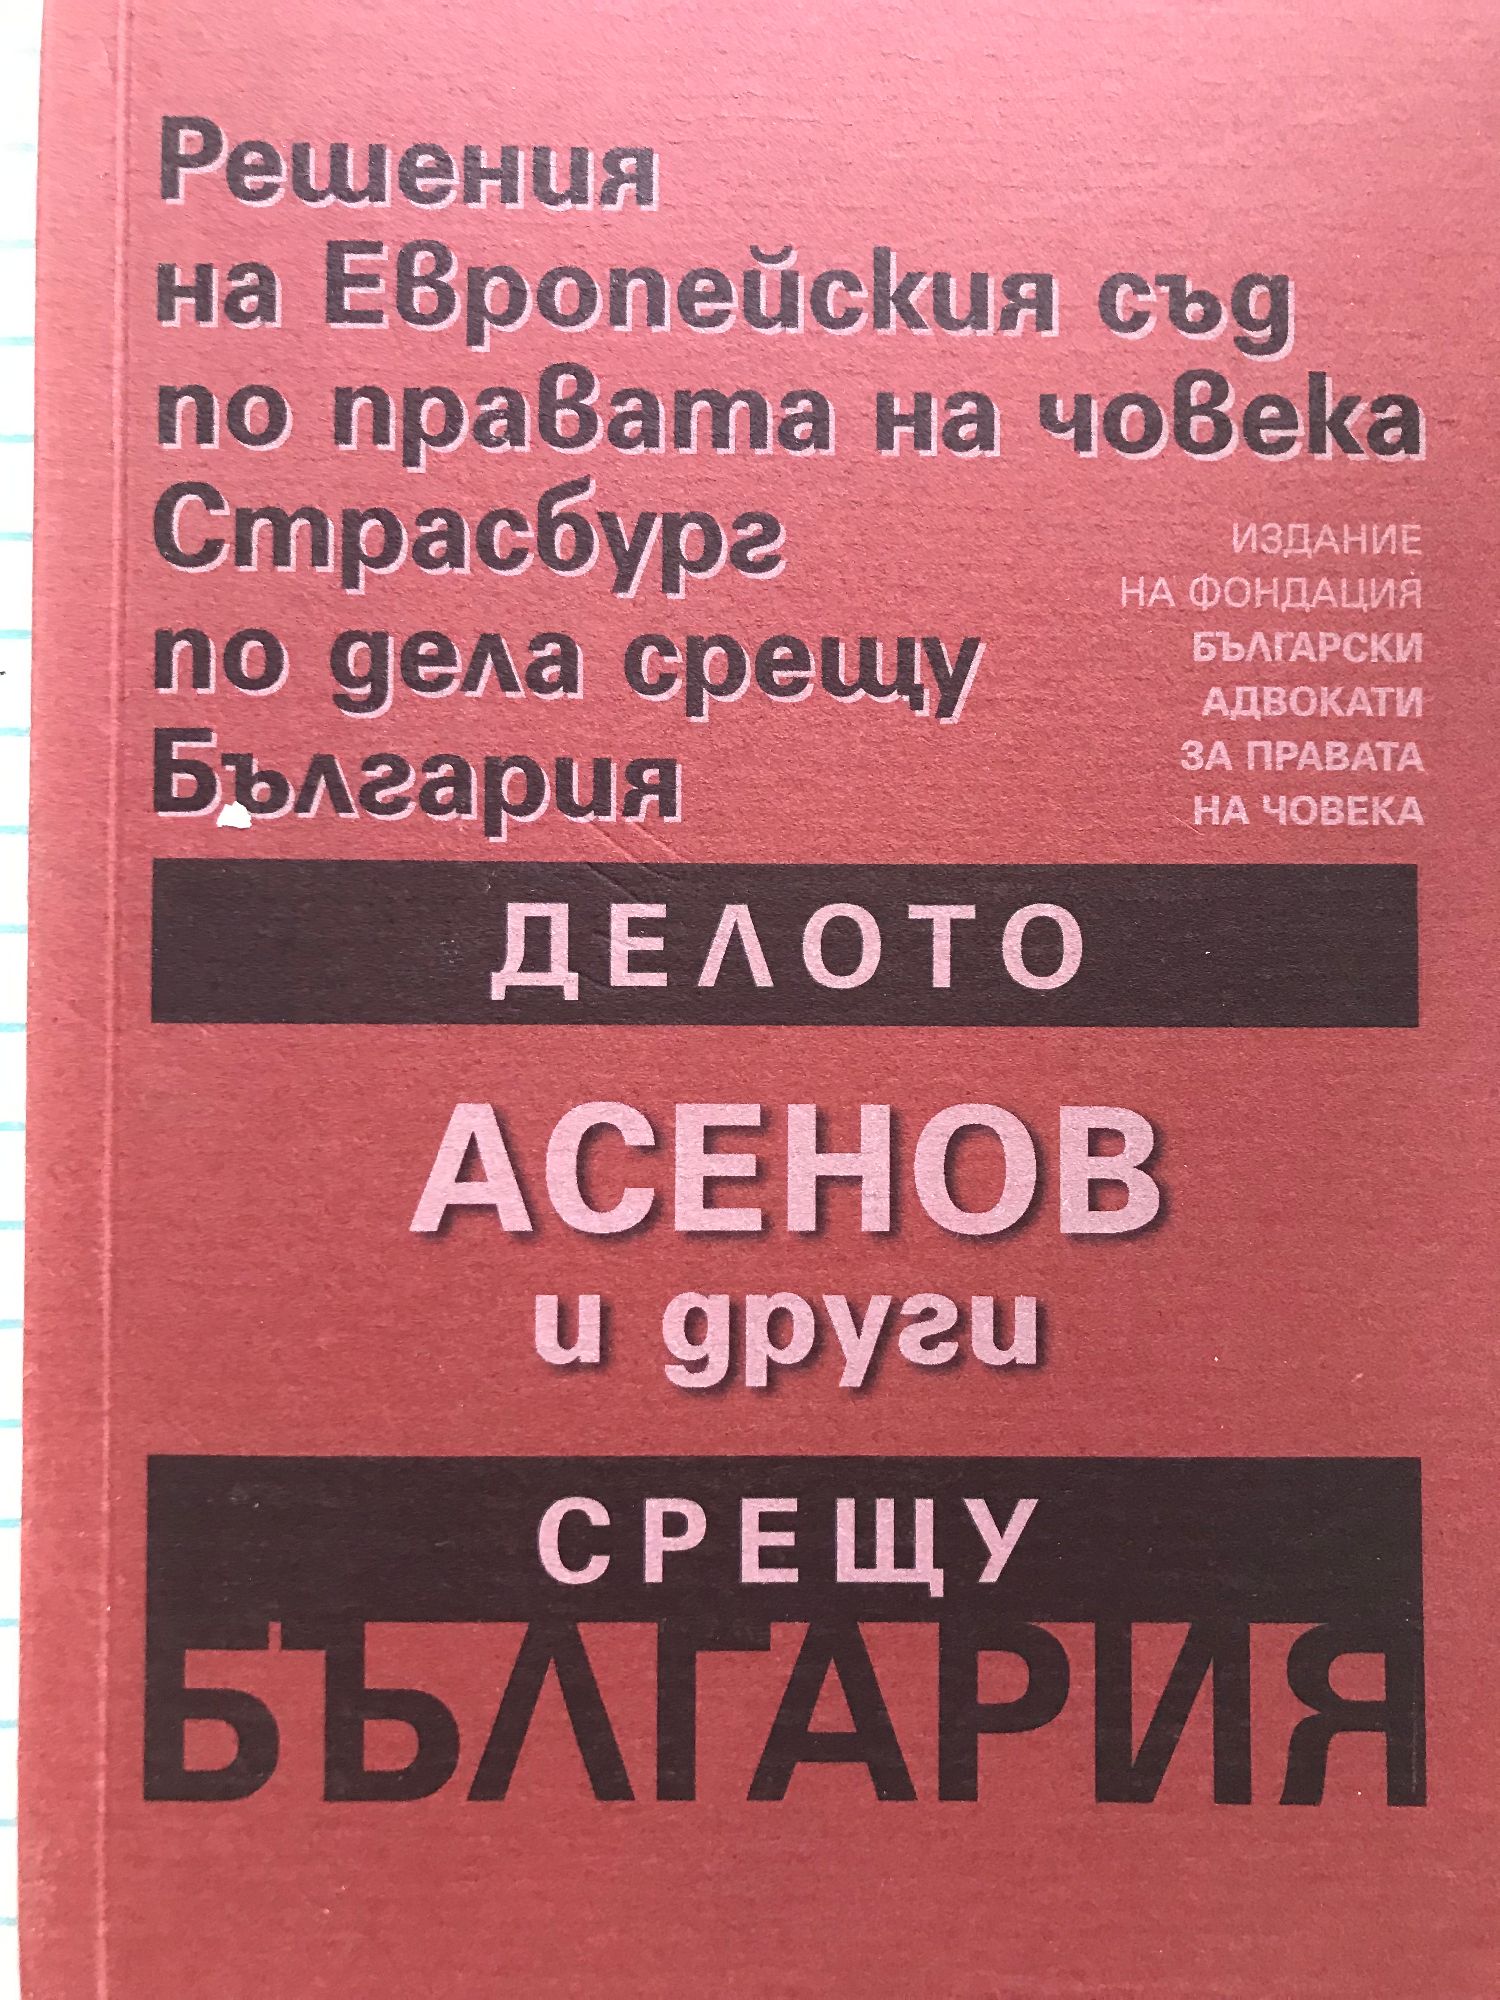 Решения
на Европейския съд
по правата на човека
Страсбург
по дела срещу
България
ИЗДАНИЕ
НА ФОНДАЦИЯ
БЪЛГАРСКИ
АДВОКАТИ
ЗА ПРАВАТА
НА ЧОВЕКА
ДЕЛОТО
АСЕНОВ
и други
СРЕЩУ
БЪЛГАРИЯ